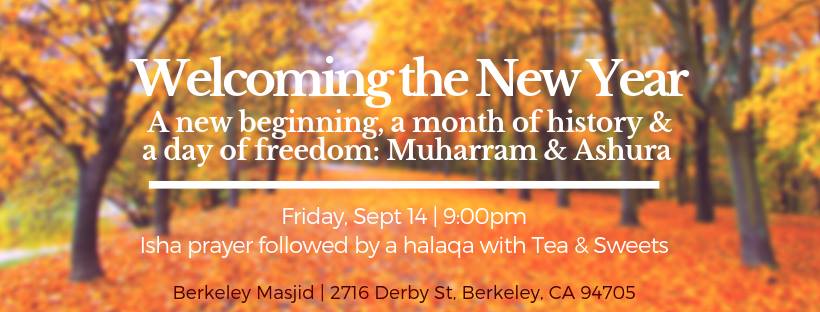 Welcoming the New Year
A new beginning, a month of history &
a day of freedom: Muharram & Ashura
Friday, Sept 14 | 9:00pm
Isha prayer followed by a halaqa with Tea & Sweets
Berkeley Masjid | 2716 Derby St, Berkeley, CA 94705